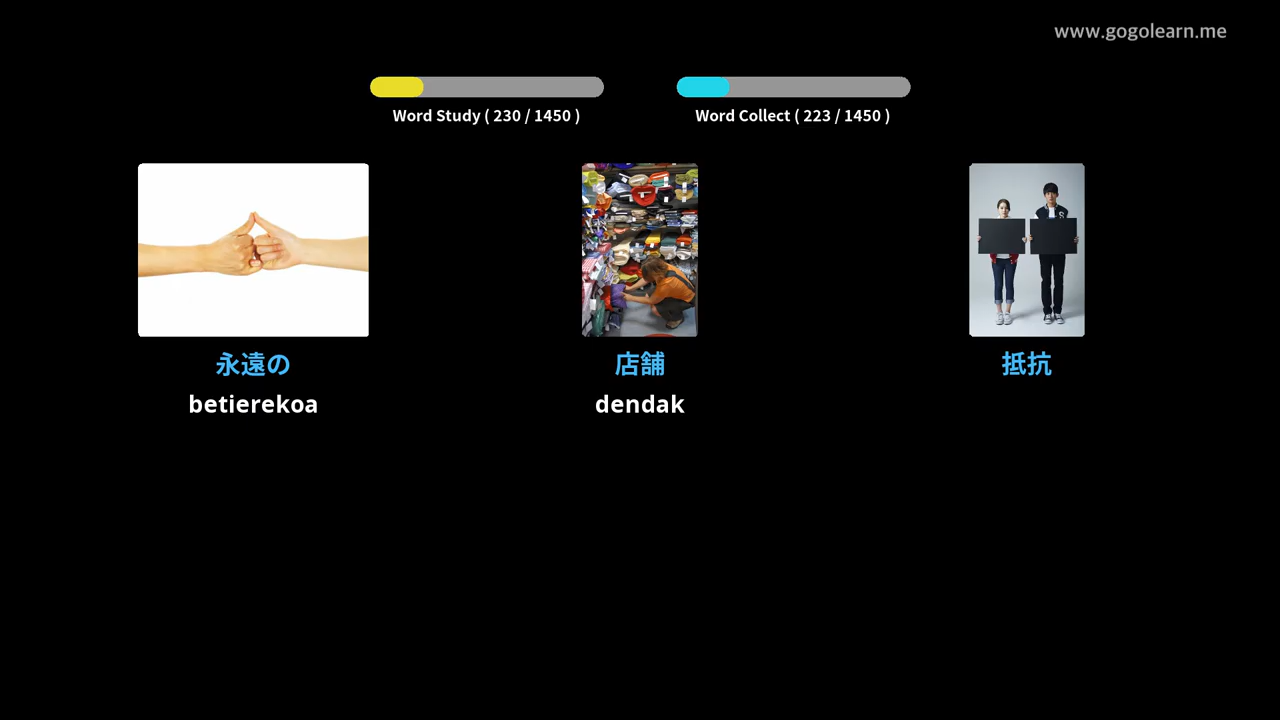 www.gogolearn.me
Word Study ( 230 / 1450 )
Word Collect ( 223 / 1450 )
永遠の
店舗
抵抗
betierekoa
dendak